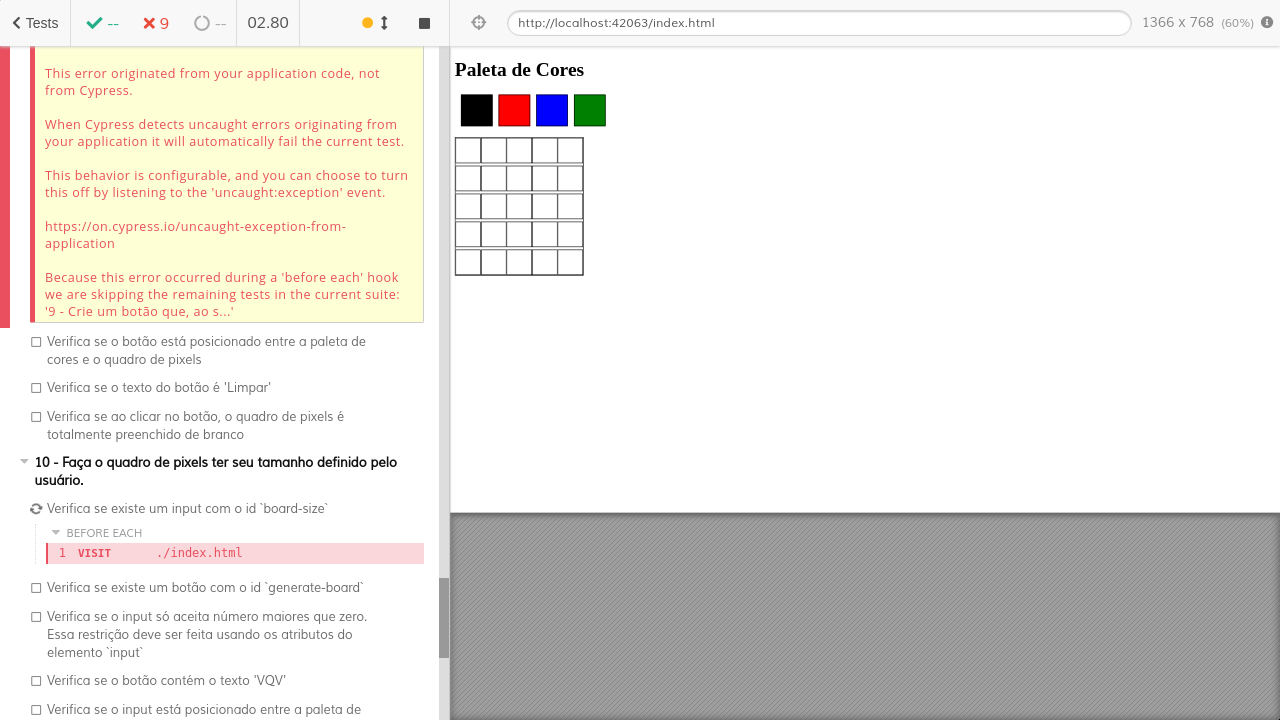 Tests
--
9
--
02.80
http://localhost:42063/index.html
1366 x 768 (60%)
This error originated from your application code, not
from Cypress.
When Cypress detects uncaught errors originating from
your application it will automatically fail the current test.
This behavior is configurable, and you can choose to turn
this off by listening to the 'uncaught:exception' event.
https://on.cypress.io/uncaught-exception-from-
application
Because this error occurred during a 'before each' hook
we are skipping the remaining tests in the current suite:
'9 - Crie um botão que, ao s...'
Verifica se o botão está posicionado entre a paleta de
cores e o quadro de pixels
Verifica se o texto do botão é 'Limpar'
Verifica se ao clicar no botão, o quadro de pixels é
totalmente preenchido de branco
10 - Faça o quadro de pixels ter seu tamanho definido pelo
usuário.
Verifica se existe um input com o id `board-size`
BEFORE EACH
1 VISIT ./index.html
Verifica se existe um botão com o id `generate-board`
Verifica se o input só aceita número maiores que zero.
Essa restrição deve ser feita usando os atributos do
elemento `input`
Verifica se o botão contém o texto 'VQV'
Verifica se o input está posicionado entre a paleta de
Paleta de Cores